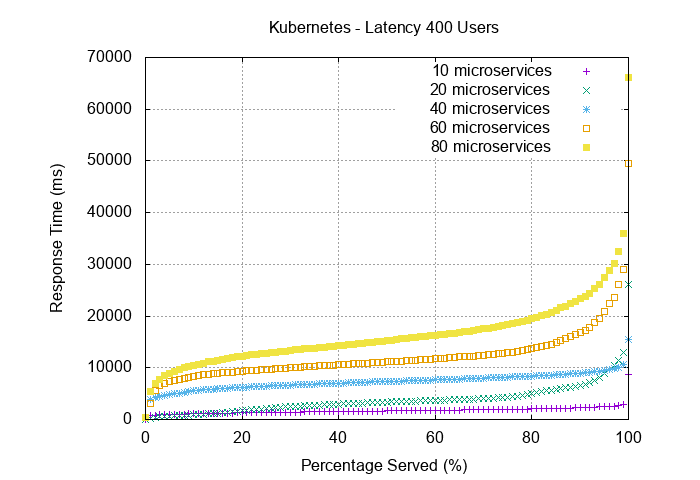 Kubernetes - Latency 400 Users
70000
60000
50000
40000
30000
20000
10000
0
Response Time (ms)
10 microservices
20 microservices
40 microservices
60 microservices
80 microservices
0 20 40 60 80 100
Percentage Served (%)